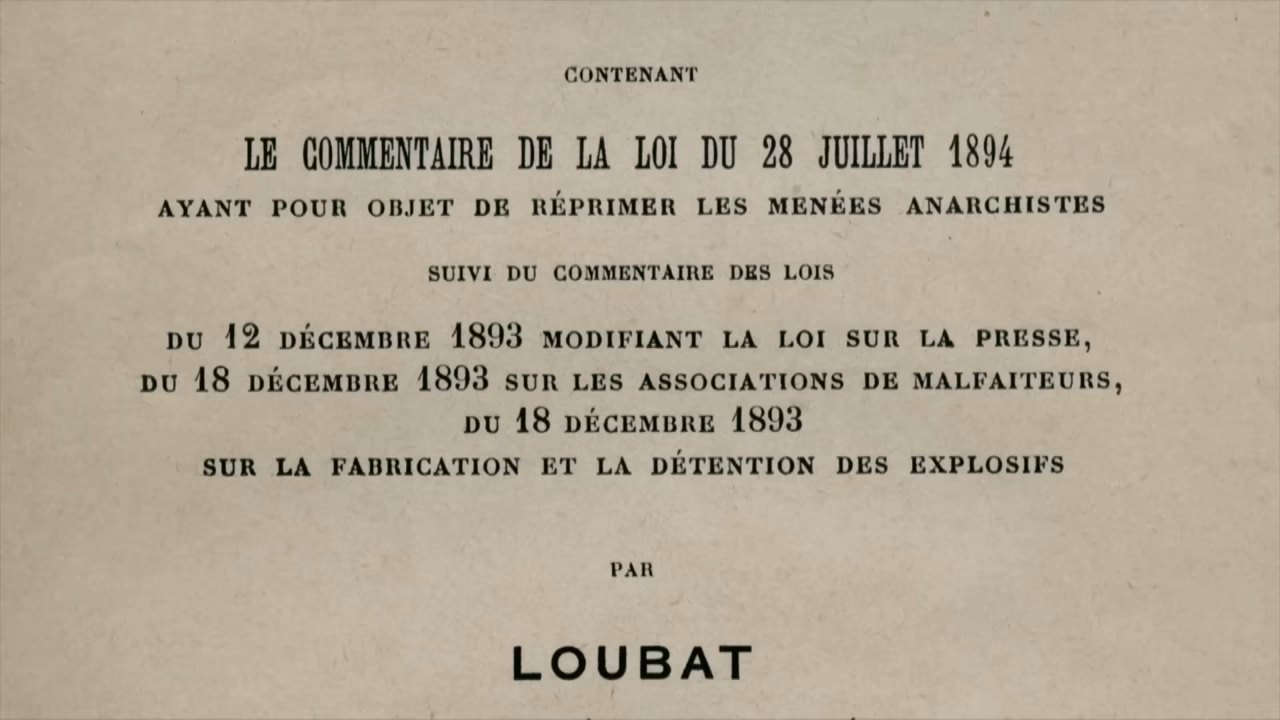 CONTENANT
LE COMMENTAIRE DE LA LOI DU 28 JUILLET 1894
AYANT POUR OBJET DE RÉPRIMER LES MENÉES ANARCHISTES
SUIVI DU COMMENTAIRE DES LOIS
DU 12 DÉCEMBRE 1893 MODIFIANT LA LOI SUR LA PRESSE,
DU 18 DÉCEMBRE 1893 SUR LES ASSOCIATIONS DE MALFAITEURS,
DU 18 DÉCEMBRE 1893
SUR LA FABRICATION ET LA DÉTENTION DES EXPLOSIFS
PAR
LOUBAT